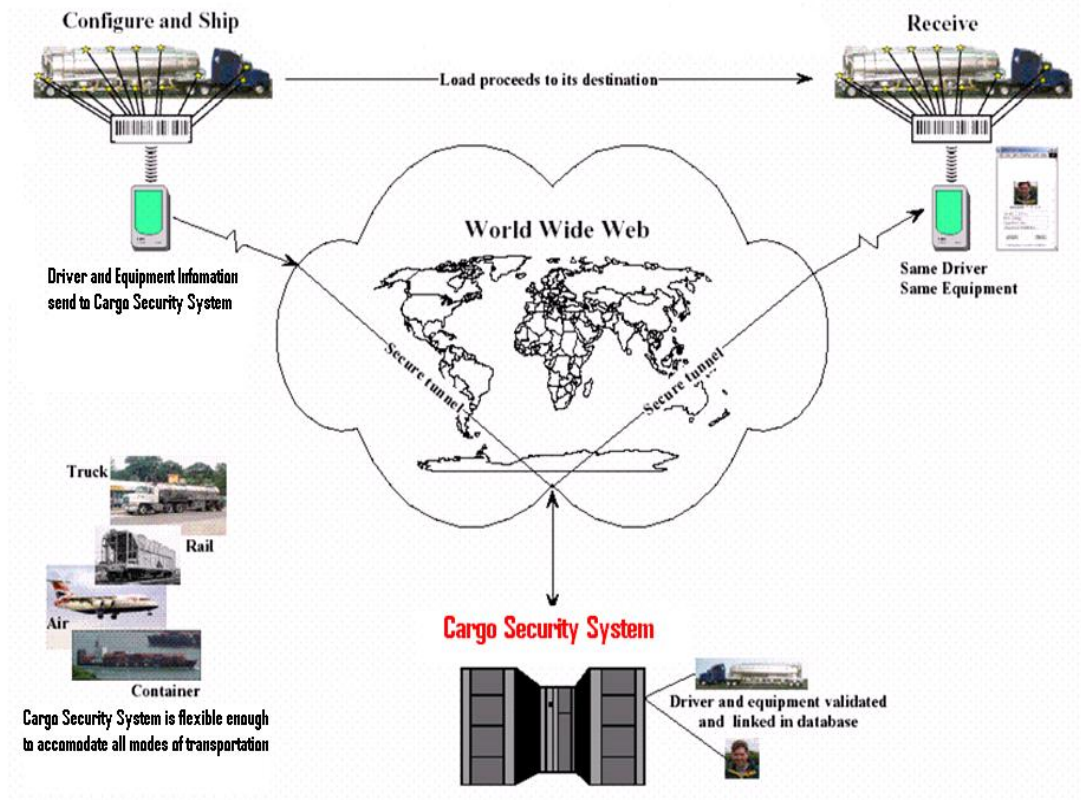 Configure and Ship
Receive
Load proceeds to its destination
World Wide Web
Driver and Equipment Infomation
send to Cargo Security System
Same Driver
Same Equipment
Secure tunnel
Secure tunnel
Truck
Rail
Air
Container
Cargo Security System is flexible enough
to accomodate all modes of transportation
Cargo Security System
Driver and equipment validated
and linked in database